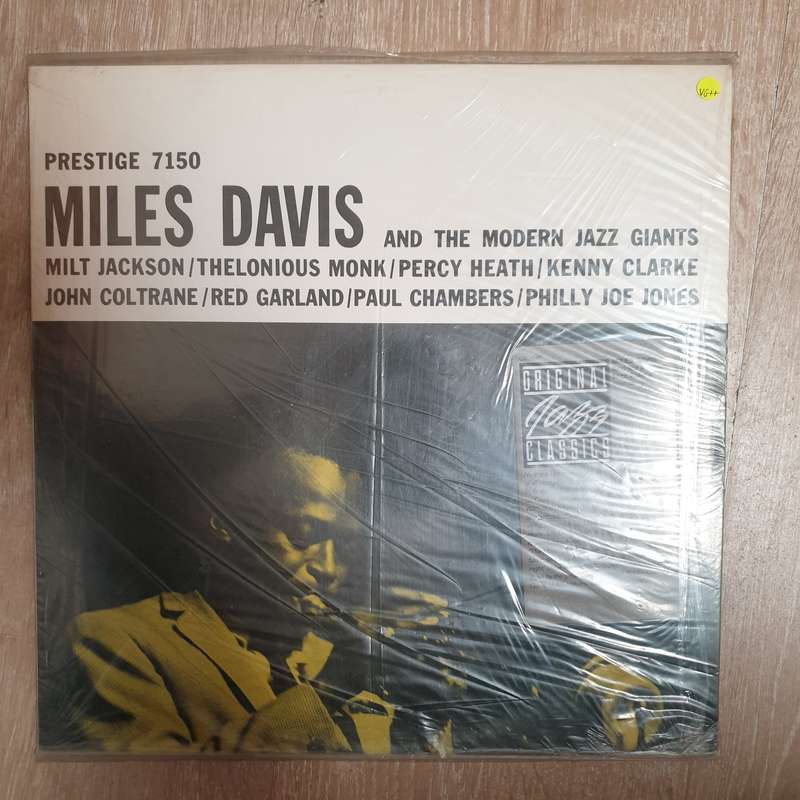 VG++
PRESTIGE 7150
MILES DAVIS AND THE MODERN JAZZ GIANTS
MILT JACKSON/THELONIOUS MONK/PERCY HEATH/KENNY CLARKE
JOHN COLTRANE/RED GARLAND/PAUL CHAMBERS/PHILLY JOE JONES
ORIGINAL
Jazz
CLASSICS